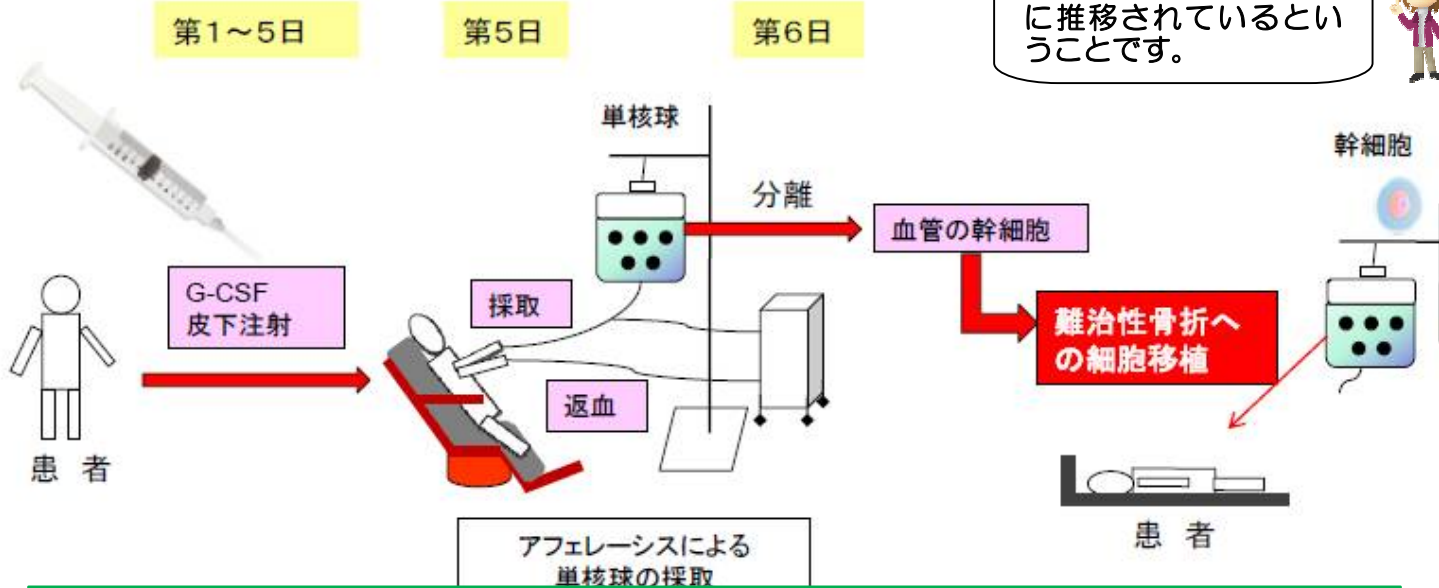 第1～5日
第5日
第6日
に推移されているとい
うことです。
単核球
幹細胞
分離
血管の幹細胞
G-CSF
皮下注射
採取
難治性骨折へ
の細胞移植
返血
患 者
患 者
アフェレーシスによる
単核球の採取